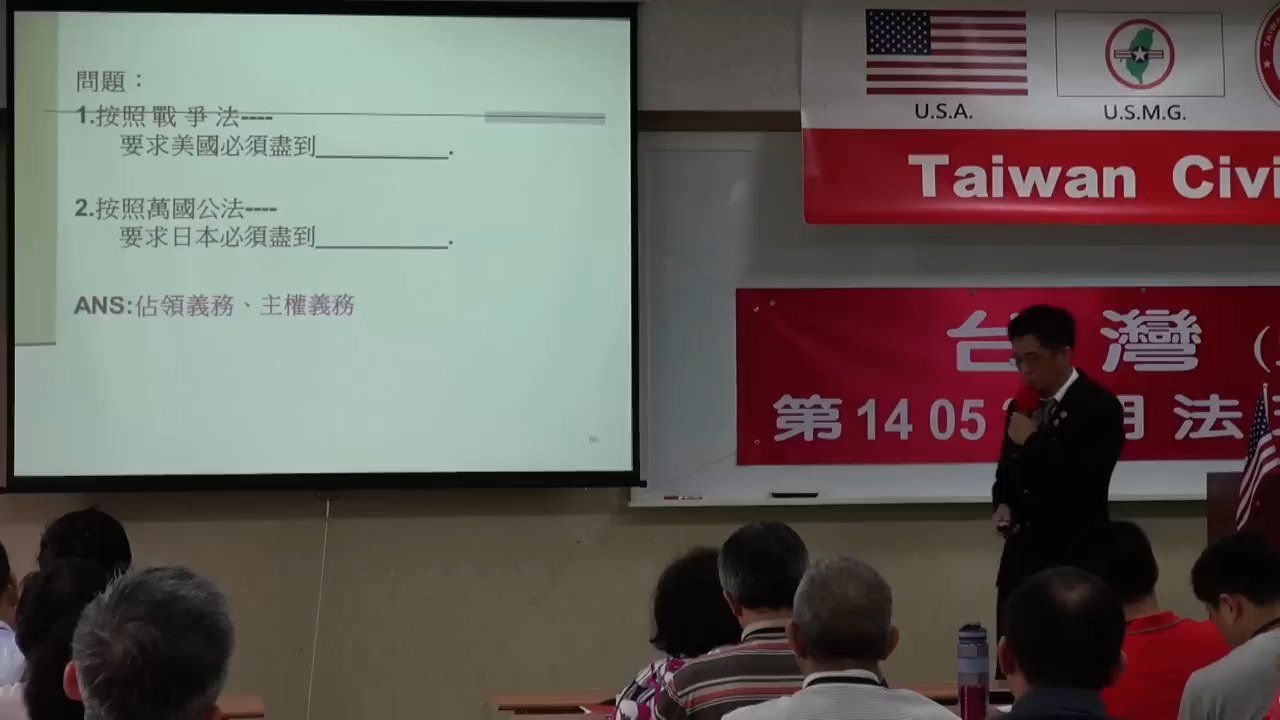 問題：
1.按照 戰 爭 法----
要求美國必須盡到___________.
2.按照萬國公法----
要求日本必須盡到___________.
ANS:佔領義務、主權義務
U.S.A.
U.S.M.G.
Taiwan Civi
台 灣 (
第 14 05 月 法